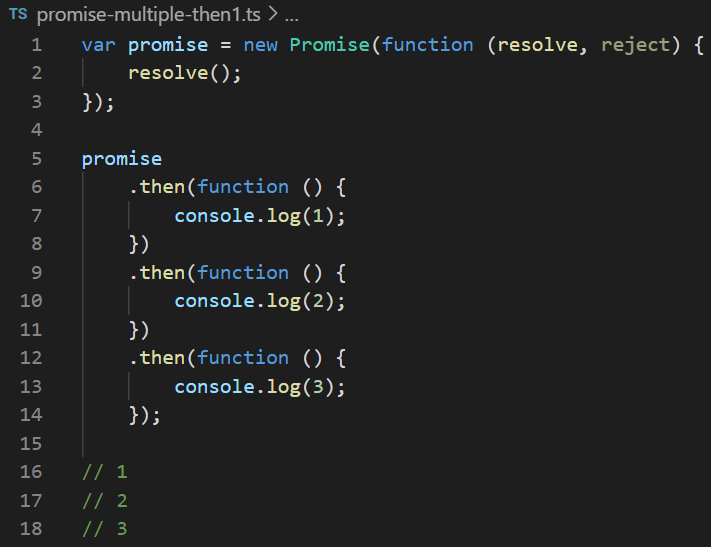 TS promise-multiple-then1.ts > ...
1 var promise = new Promise(function (resolve, reject) {
2     resolve();
3 });
4
5 promise
6     .then(function () {
7         console.log(1);
8     })
9     .then(function () {
10         console.log(2);
11     })
12     .then(function () {
13         console.log(3);
14     });
15
16 // 1
17 // 2
18 // 3